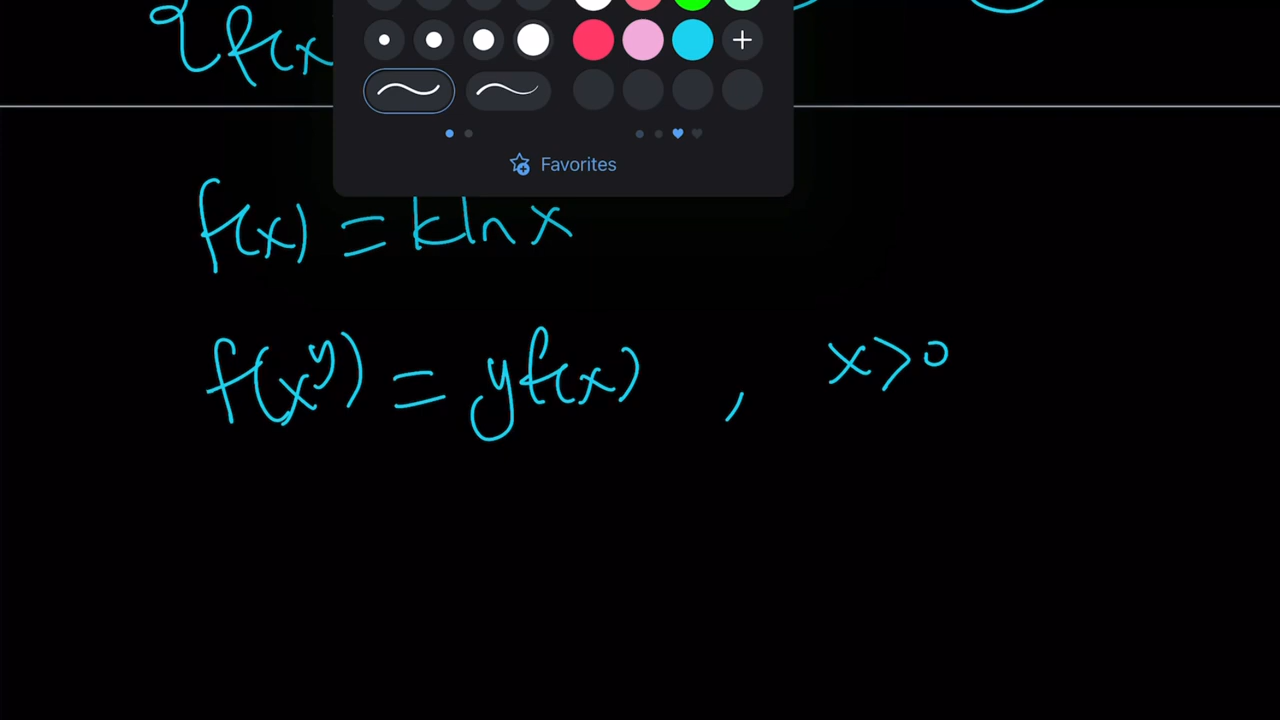 f(x
Favorites
f(x) = k ln x
f(x^y) = y f(x) , x > 0